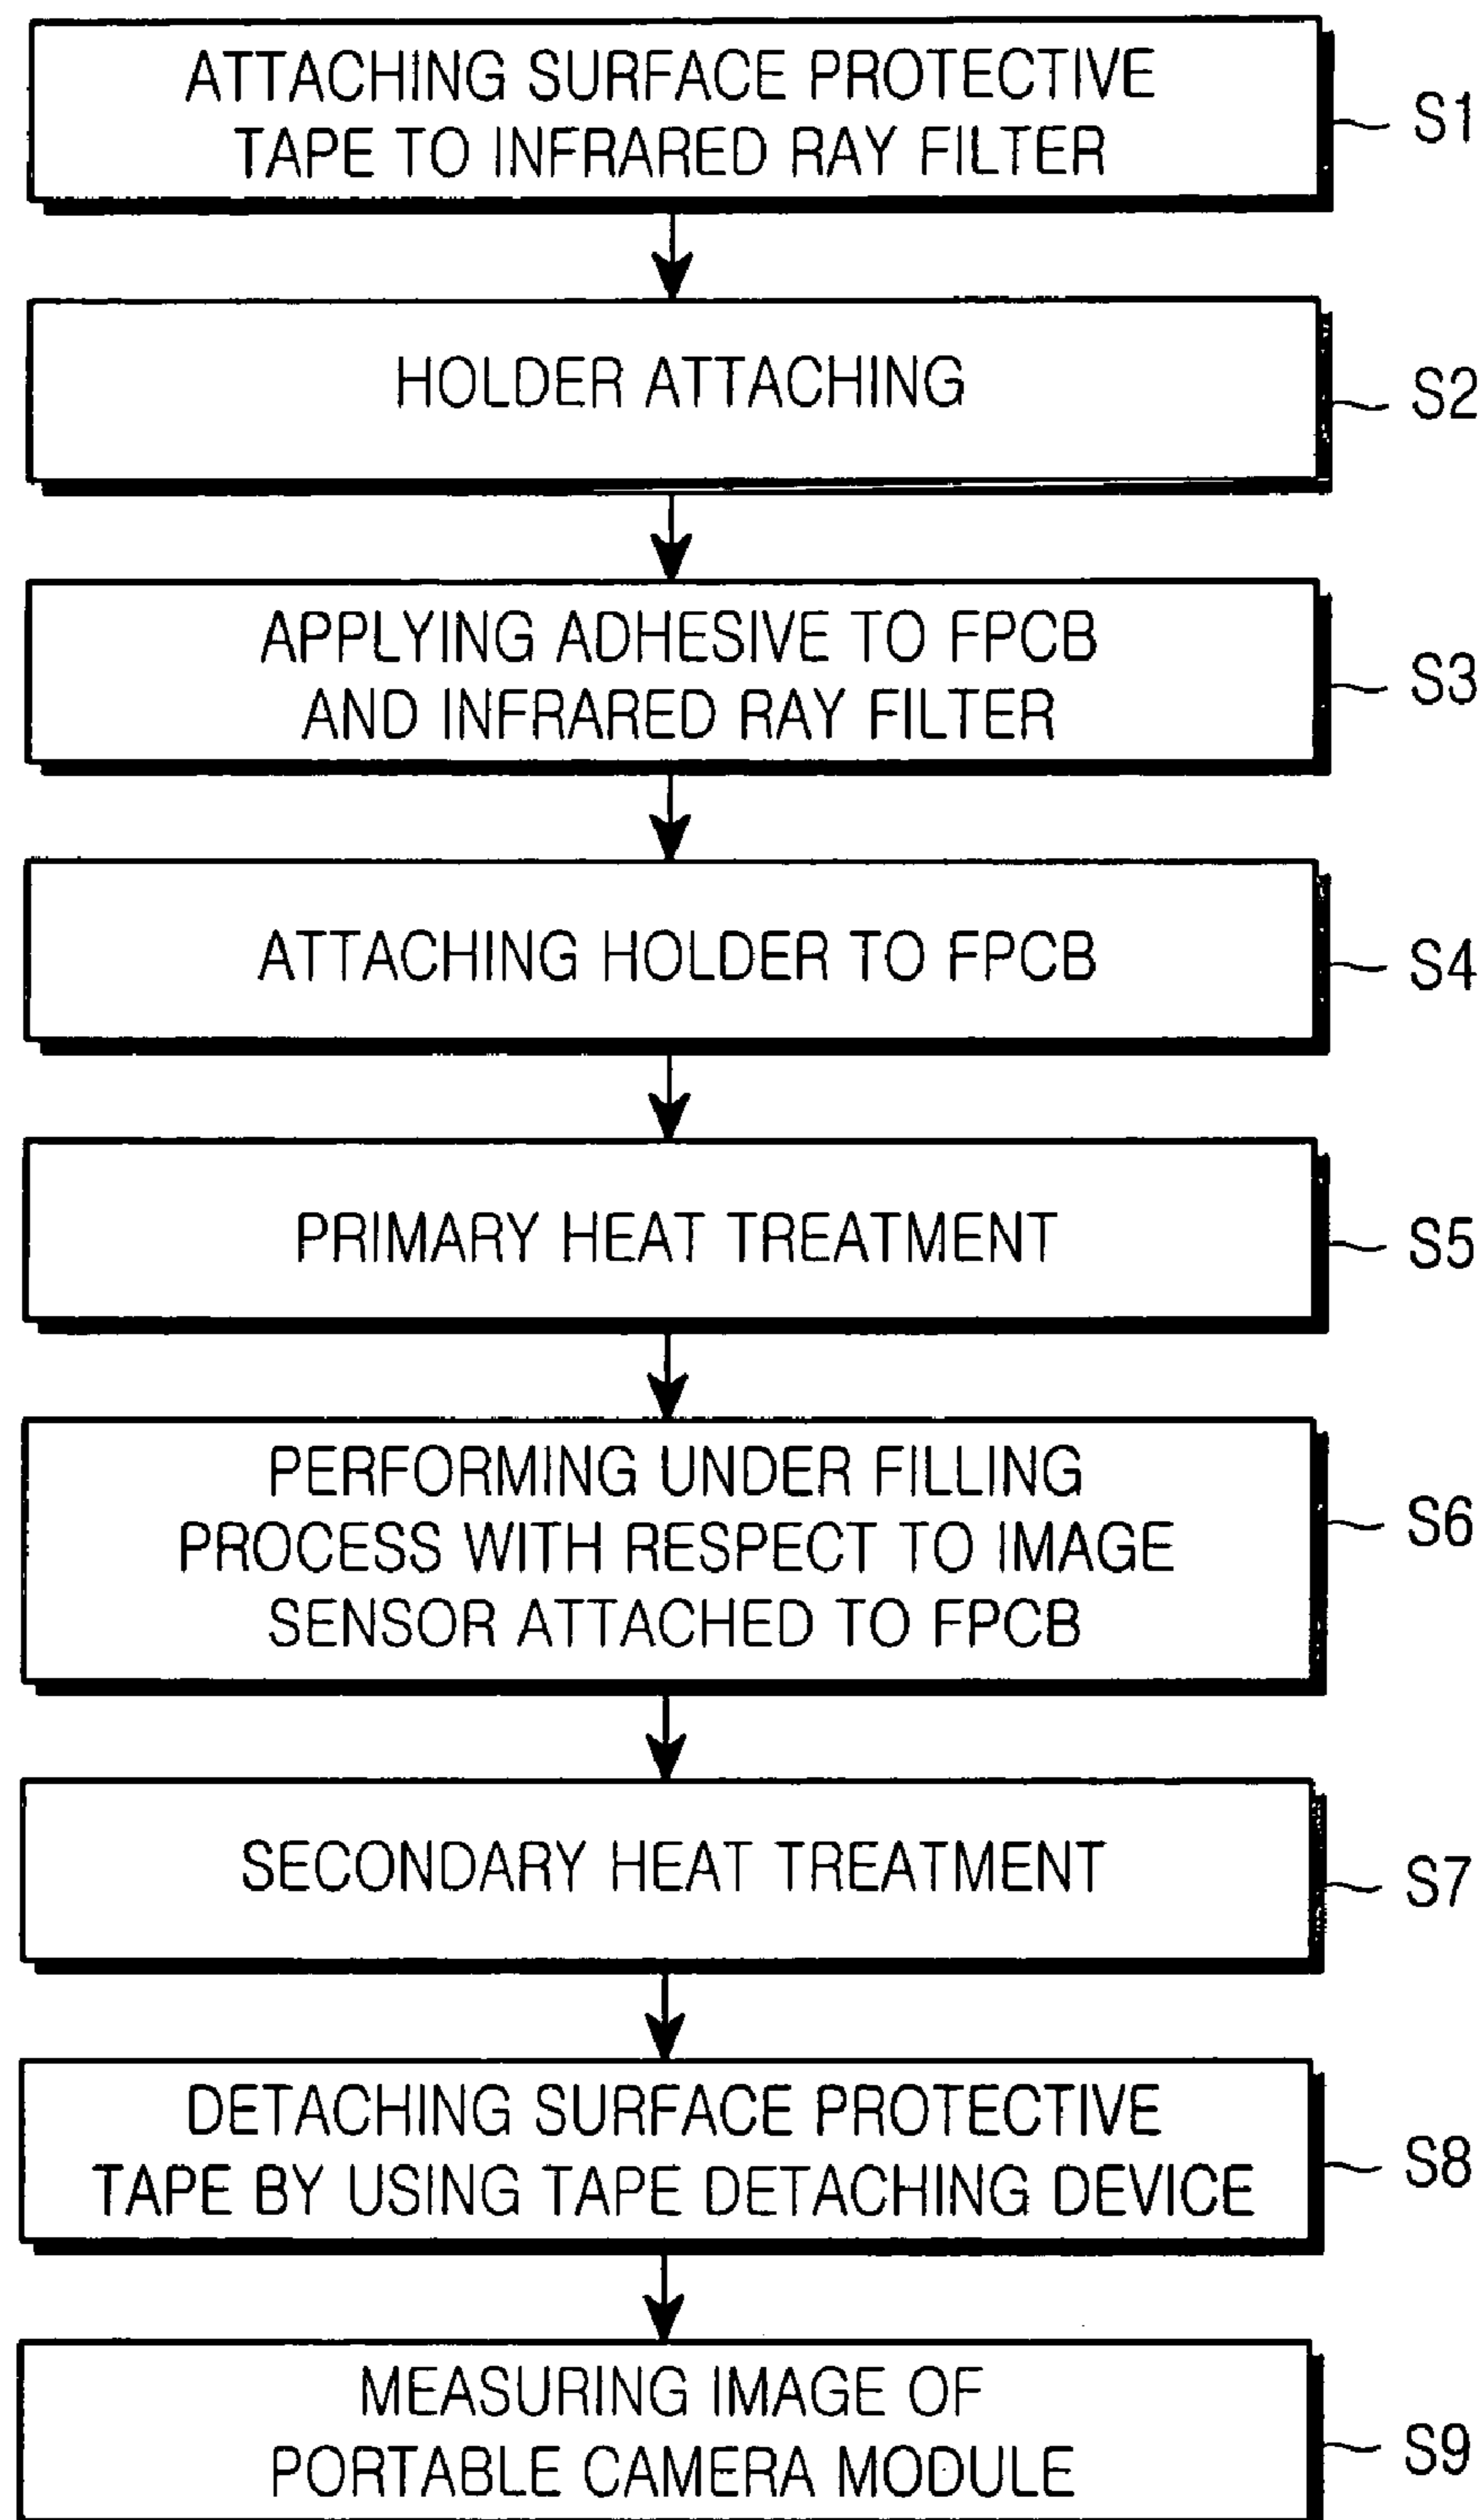 ATTACHING SURFACE PROTECTIVE
TAPE TO INFRARED RAY FILTER
S1
HOLDER ATTACHING
S2
APPLYING ADHESIVE TO FPCB
AND INFRARED RAY FILTER
S3
ATTACHING HOLDER TO FPCB
S4
PRIMARY HEAT TREATMENT
S5
PERFORMING UNDER FILLING
PROCESS WITH RESPECT TO IMAGE
SENSOR ATTACHED TO FPCB
S6
SECONDARY HEAT TREATMENT
S7
DETACHING SURFACE PROTECTIVE
TAPE BY USING TAPE DETACHING DEVICE
S8
MEASURING IMAGE OF
PORTABLE CAMERA MODULE
S9